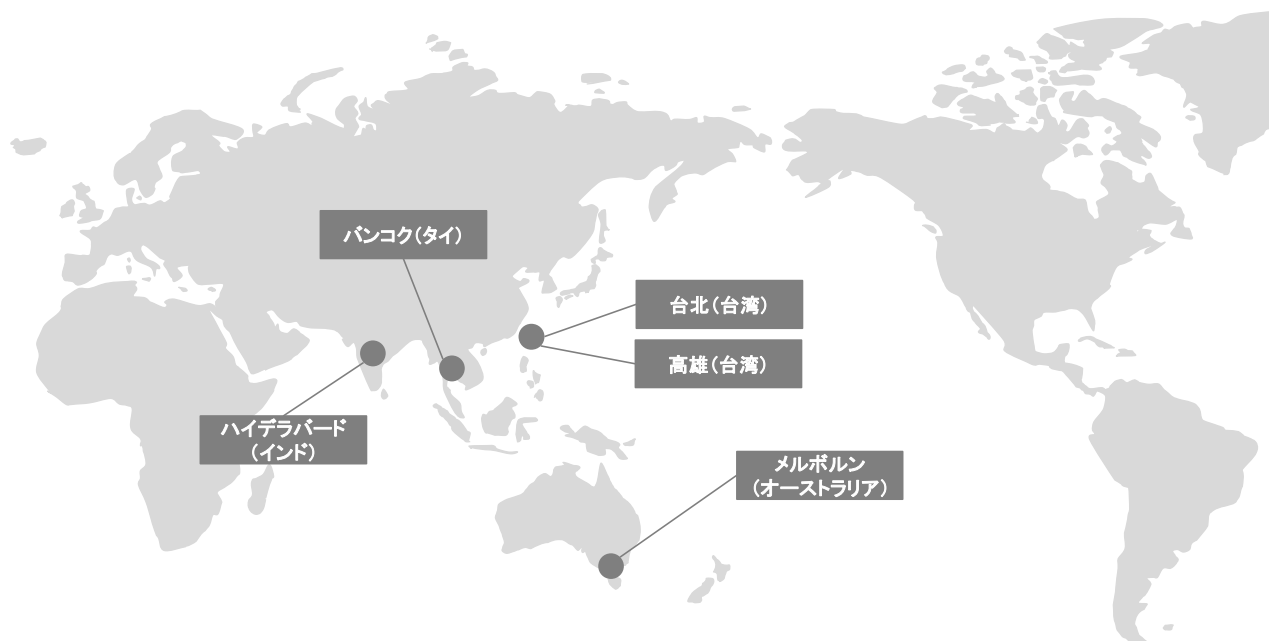 バンコク(タイ)
台北(台湾)
高雄(台湾)
ハイデラバード
(インド)
メルボルン
(オーストラリア)